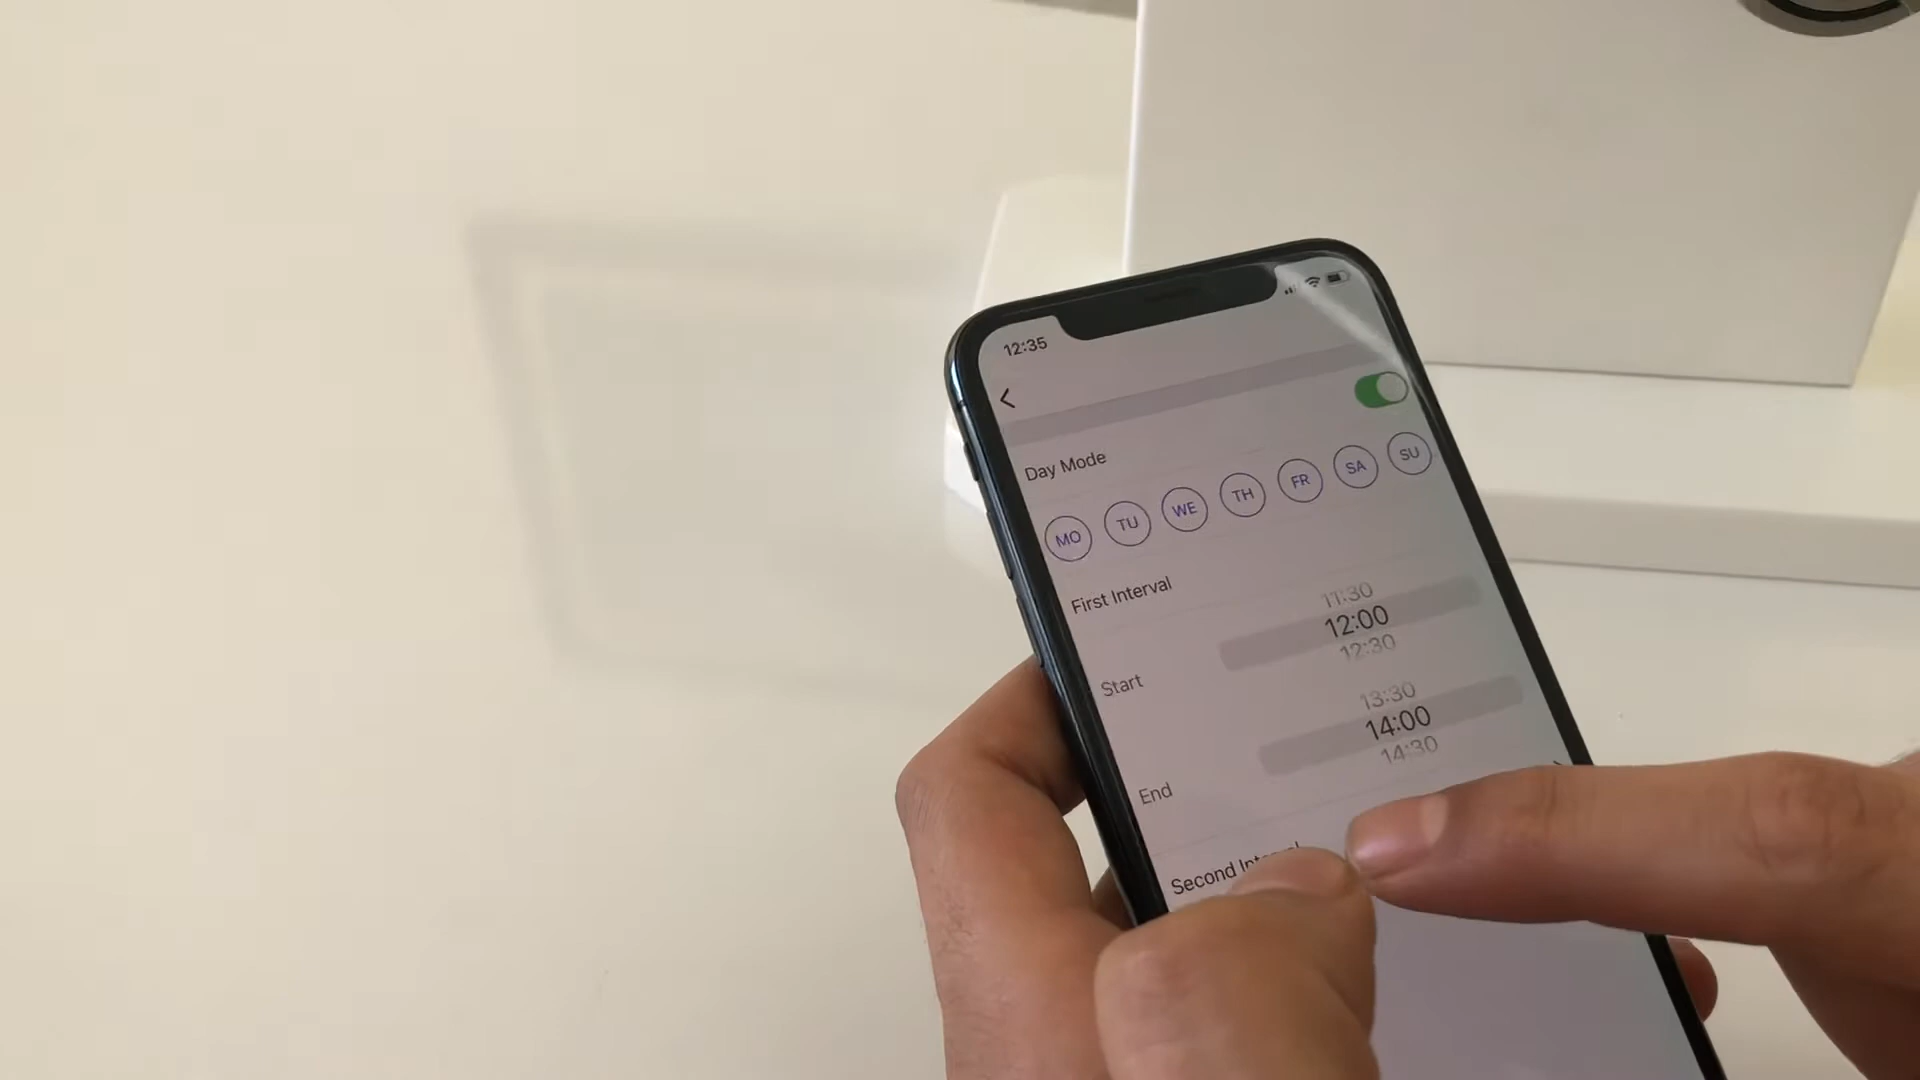 12:35
Day Mode
MO TU WE TH FR SA SU
First Interval
11:30
12:00
12:30
Start
13:30
14:00
14:30
End
Second